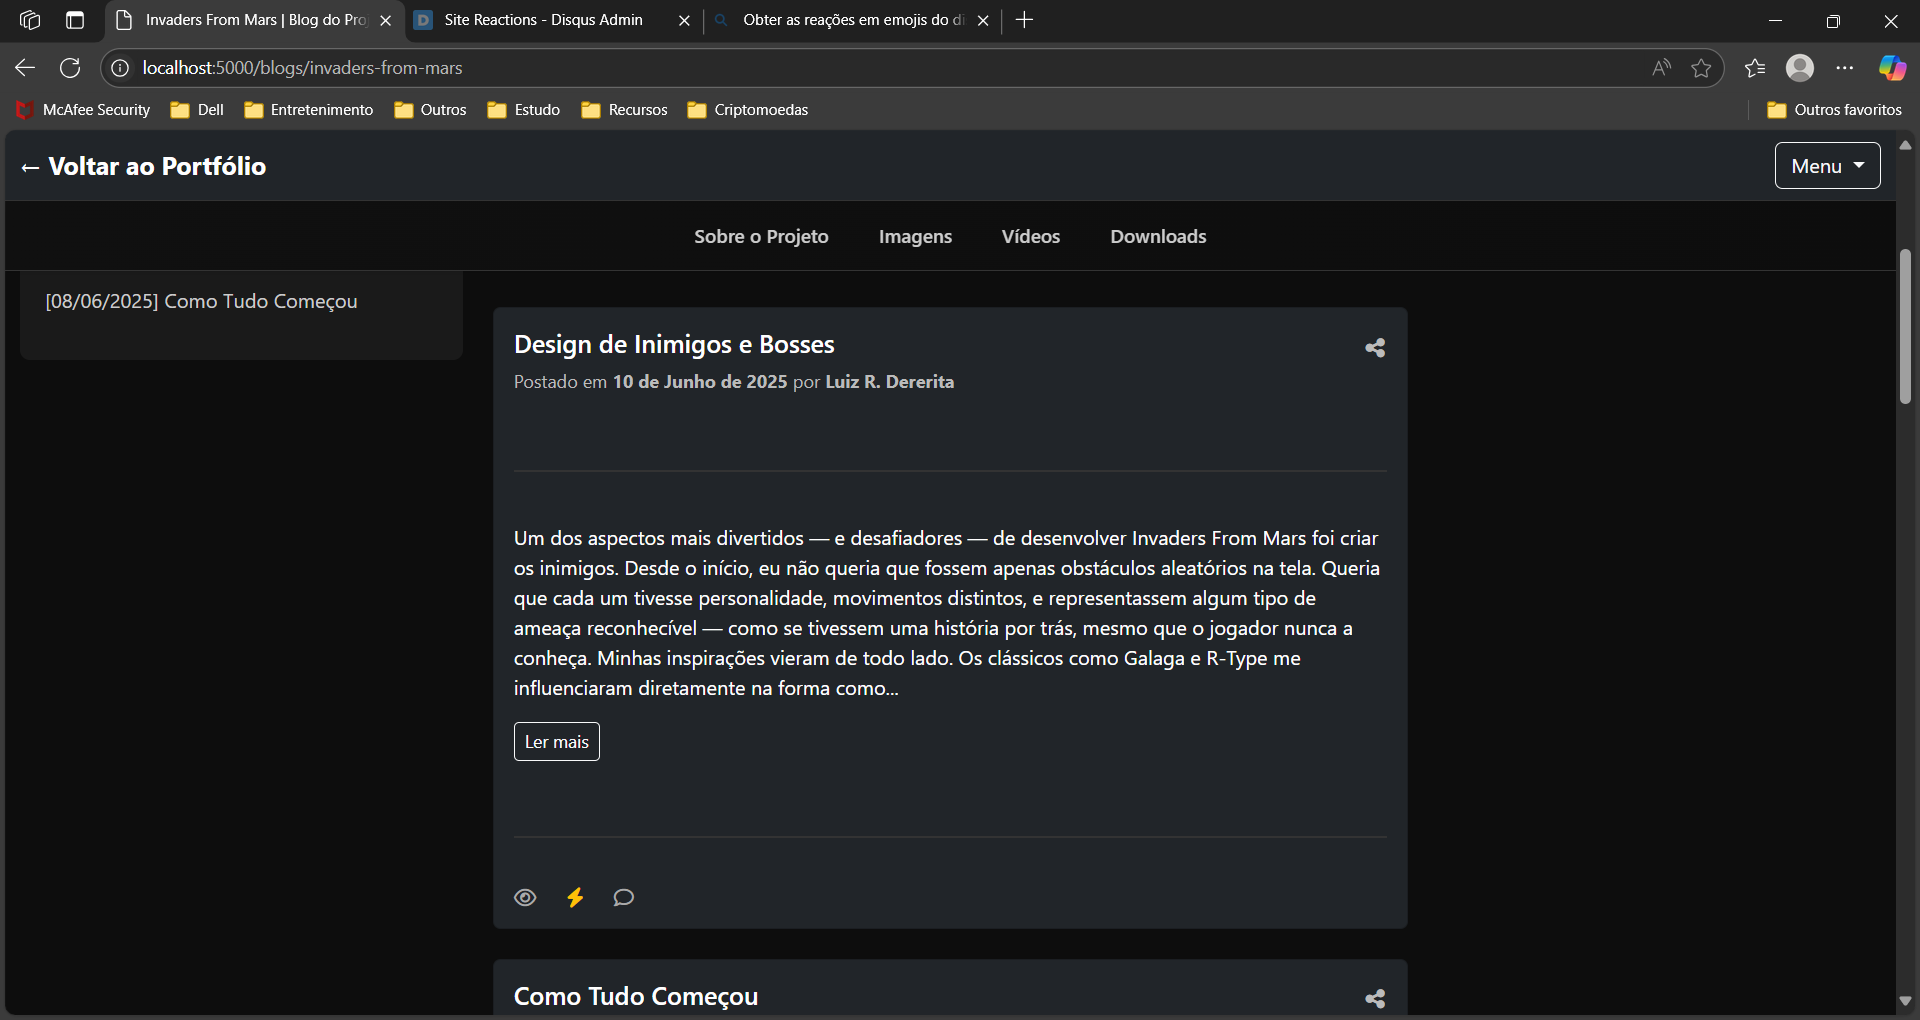 Invaders From Mars | Blog do Pro
Site Reactions - Disqus Admin
Obter as reações em emojis do di
localhost:5000/blogs/invaders-from-mars
McAfee Security
Dell
Entretenimento
Outros
Estudo
Recursos
Criptomoedas
Outros favoritos
← Voltar ao Portfólio
Menu
Sobre o Projeto
Imagens
Vídeos
Downloads
[08/06/2025] Como Tudo Começou
Design de Inimigos e Bosses
Postado em 10 de Junho de 2025 por Luiz R. Dererita
Um dos aspectos mais divertidos — e desafiadores — de desenvolver Invaders From Mars foi criar
os inimigos. Desde o início, eu não queria que fossem apenas obstáculos aleatórios na tela. Queria
que cada um tivesse personalidade, movimentos distintos, e representassem algum tipo de
ameaça reconhecível — como se tivessem uma história por trás, mesmo que o jogador nunca a
conheça. Minhas inspirações vieram de todo lado. Os clássicos como Galaga e R-Type me
influenciaram diretamente na forma como...
Ler mais
Como Tudo Começou